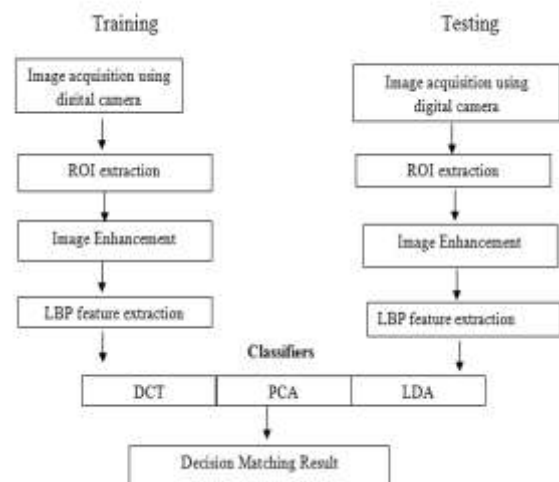 Training
Testing
Image acquisition using
digital camera
Image acquisition using
digital camera
ROI extraction
ROI extraction
Image Enhancement
Image Enhancement
LBP feature extraction
LBP feature extraction
Classifiers
DCT
PCA
LDA
Decision Matching Result